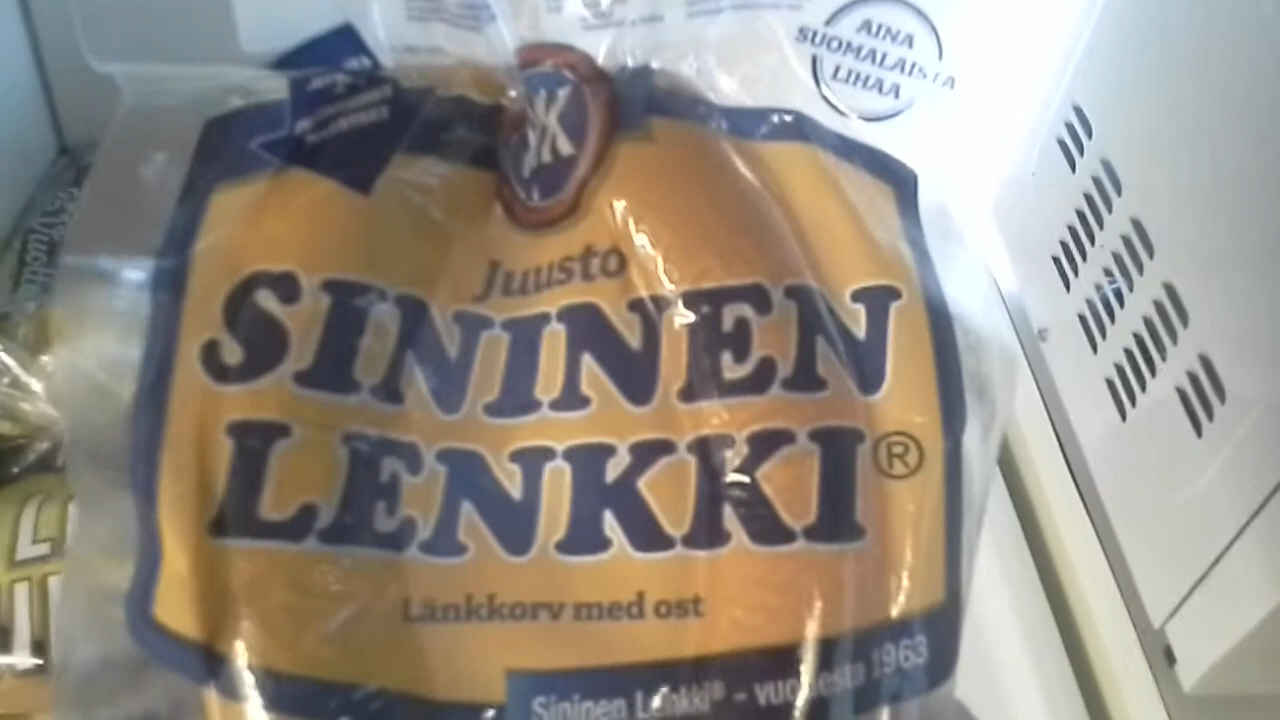 AINA
SUOMALAISTA
LIHAA
Juusto
SININEN
LENKKI®
Länkkorv med ost
Sininen Lenkki® – vuodesta 1963